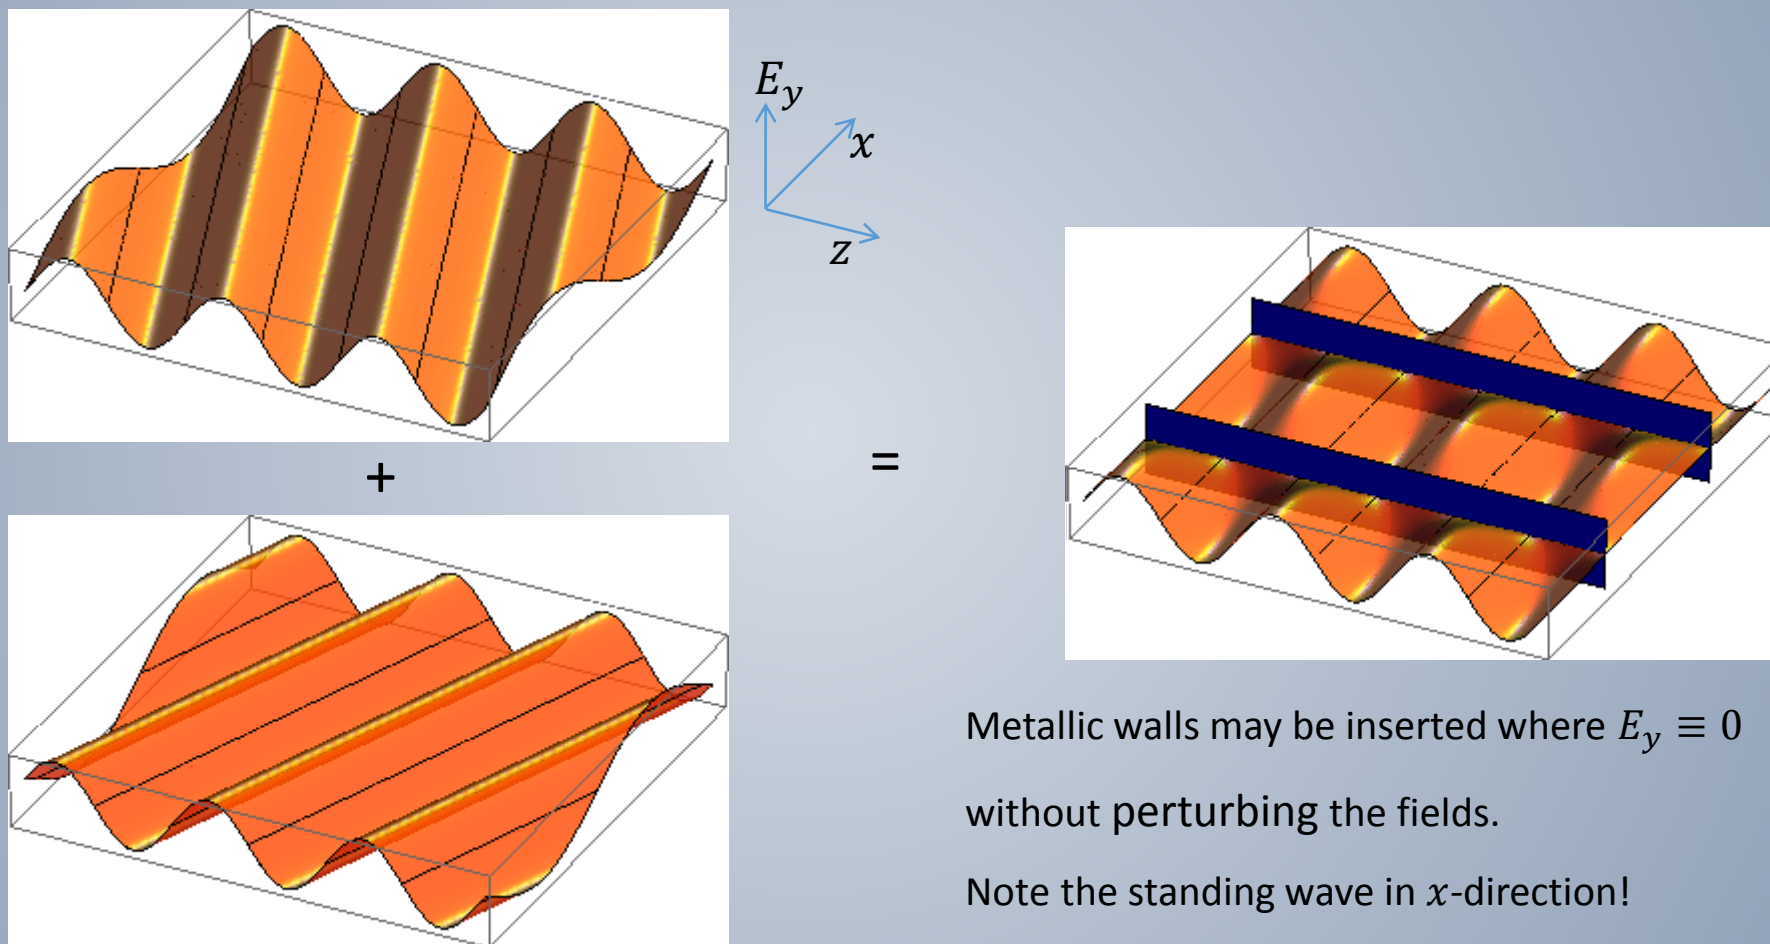 $E_y$
$x$
$z$
+
=
Metallic walls may be inserted where $E_y \equiv 0$
without perturbing the fields.
Note the standing wave in $x$-direction!